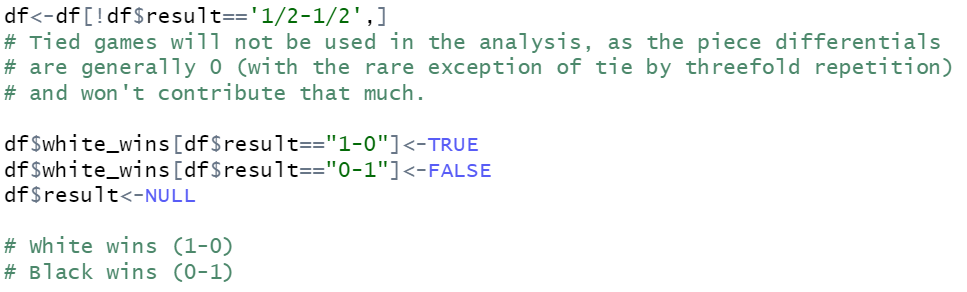 df<-df[!df$result=='1/2-1/2',]
# Tied games will not be used in the analysis, as the piece differentials
# are generally 0 (with the rare exception of tie by threefold repetition)
# and won't contribute that much.
df$white_wins[df$result=="1-0"]<-TRUE
df$white_wins[df$result=="0-1"]<-FALSE
df$result<-NULL
# White wins (1-0)
# Black wins (0-1)